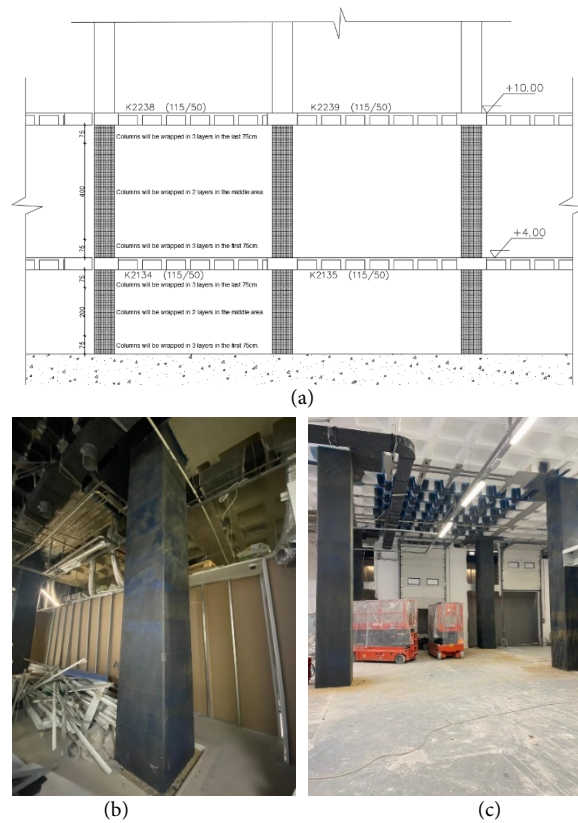 K2238 (115/50)
K2239 (115/50)
+10.00
75
Columns will be wrapped in 3 layers in the last 75cm
400
Columns will be wrapped in 2 layers in the middle area
75
Columns will be wrapped in 3 layers in the first 75cm
+4.00
K2134 (115/50)
K2135 (115/50)
75
Columns will be wrapped in 3 layers in the last 75cm
200
Columns will be wrapped in 2 layers in the middle area
75
Columns will be wrapped in 3 layers in the first 75cm
(a)
(b)
(c)